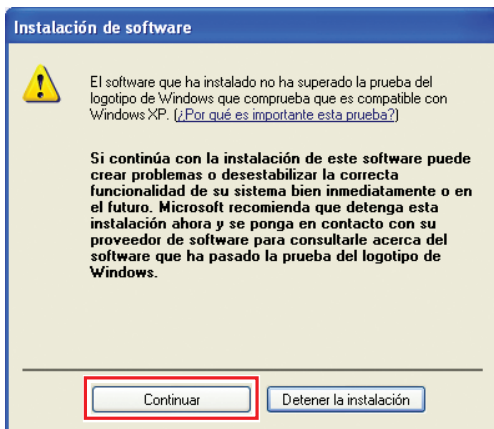 Instalación de software
El software que ha instalado no ha superado la prueba del
logotipo de Windows que comprueba que es compatible con
Windows XP. (¿Por qué es importante esta prueba?)
Si continúa con la instalación de este software puede
crear problemas o desestabilizar la correcta
funcionalidad de su sistema bien inmediatamente o en
el futuro. Microsoft recomienda que detenga esta
instalación ahora y se ponga en contacto con su
proveedor de software para consultarle acerca del
software que ha pasado la prueba del logotipo de
Windows.
Continuar
Detener la instalación